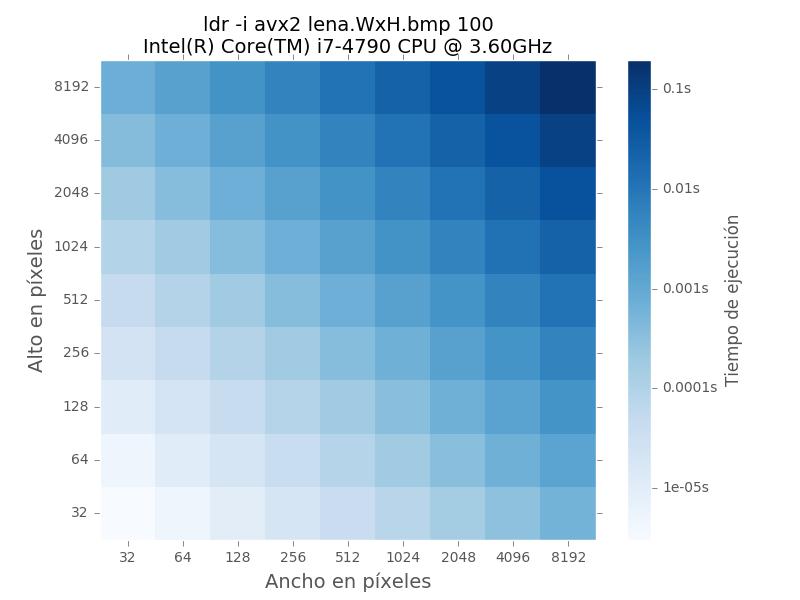 ldr -i avx2 lena.WxH.bmp 100
Intel(R) Core(TM) i7-4790 CPU @ 3.60GHz
Alto en píxeles
8192
4096
2048
1024
512
256
128
64
32
32 64 128 256 512 1024 2048 4096 8192
Ancho en píxeles
0.1s
0.01s
0.001s
0.0001s
1e-05s
Tiempo de ejecución